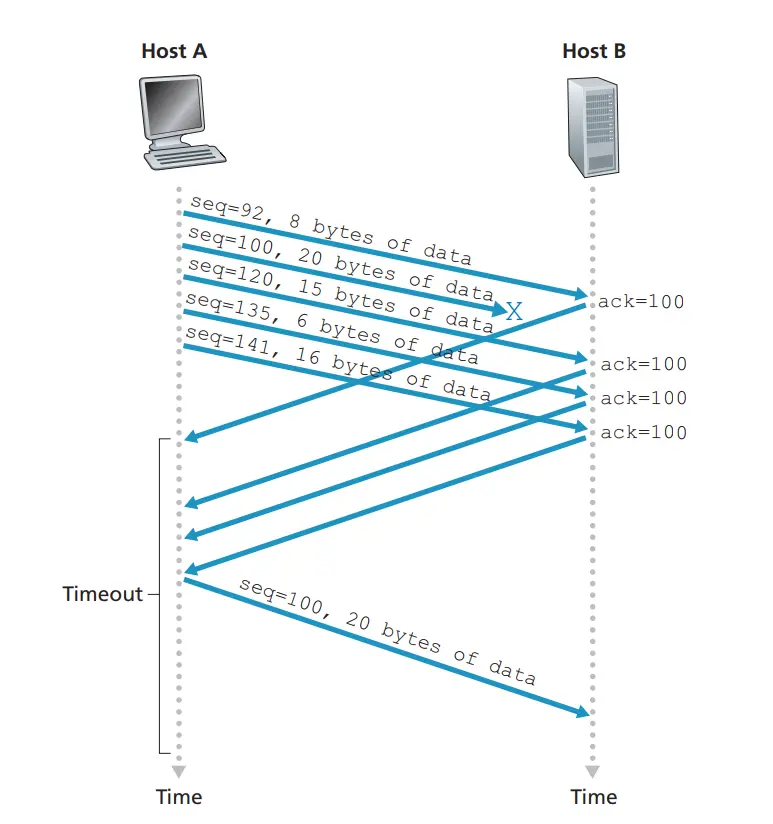 Host A
Host B
seq=92, 8 bytes of data
seq=100, 20 bytes of data
seq=120, 15 bytes of data
seq=135, 6 bytes of data
seq=141, 16 bytes of data
X
ack=100
ack=100
ack=100
ack=100
Timeout
seq=100, 20 bytes of data
Time
Time